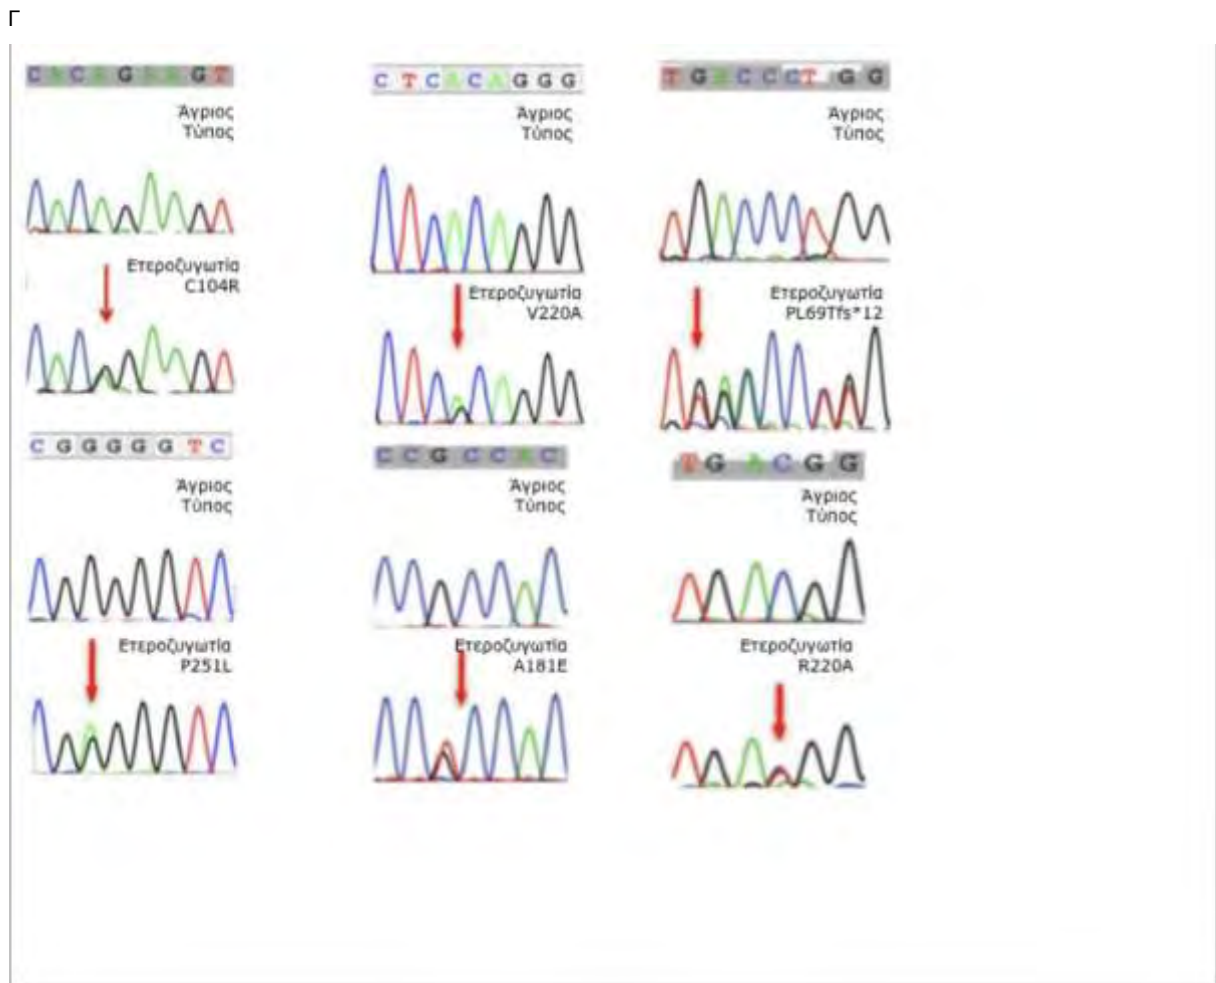 Γ
C A C A G A A G T
Άγριος
Τύπος
Ετεροζυγωτία
C104R
C T C A C A G G G
Άγριος
Τύπος
Ετεροζυγωτία
V220A
T G A C C C T G G
Άγριος
Τύπος
Ετεροζυγωτία
PL69Tfs*12
C G G G G G T C
Άγριος
Τύπος
Ετεροζυγωτία
P251L
C C G C C A C
Άγριος
Τύπος
Ετεροζυγωτία
A181E
T G A C G G
Άγριος
Τύπος
Ετεροζυγωτία
R220A